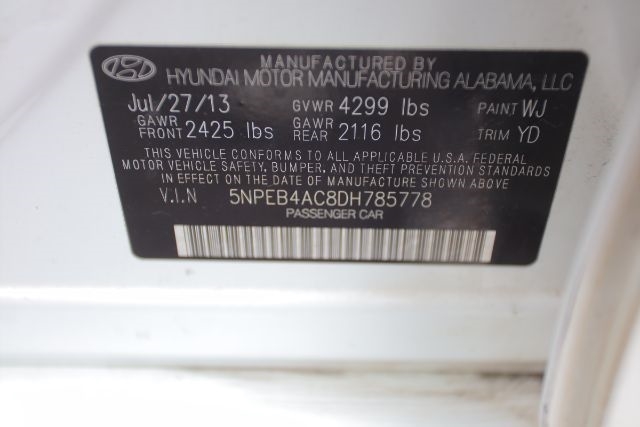 MANUFACTURED BY
HYUNDAI MOTOR MANUFACTURING ALABAMA, LLC
Jul/27/13 GVWR 4299 lbs PAINT WJ
GAWR FRONT 2425 lbs GAWR REAR 2116 lbs TRIM YD
THIS VEHICLE CONFORMS TO ALL APPLICABLE U.S.A. FEDERAL
MOTOR VEHICLE SAFETY, BUMPER, AND THEFT PREVENTION STANDARDS
IN EFFECT ON THE DATE OF MANUFACTURE SHOWN ABOVE
V.I.N 5NPEB4AC8DH785778
PASSENGER CAR